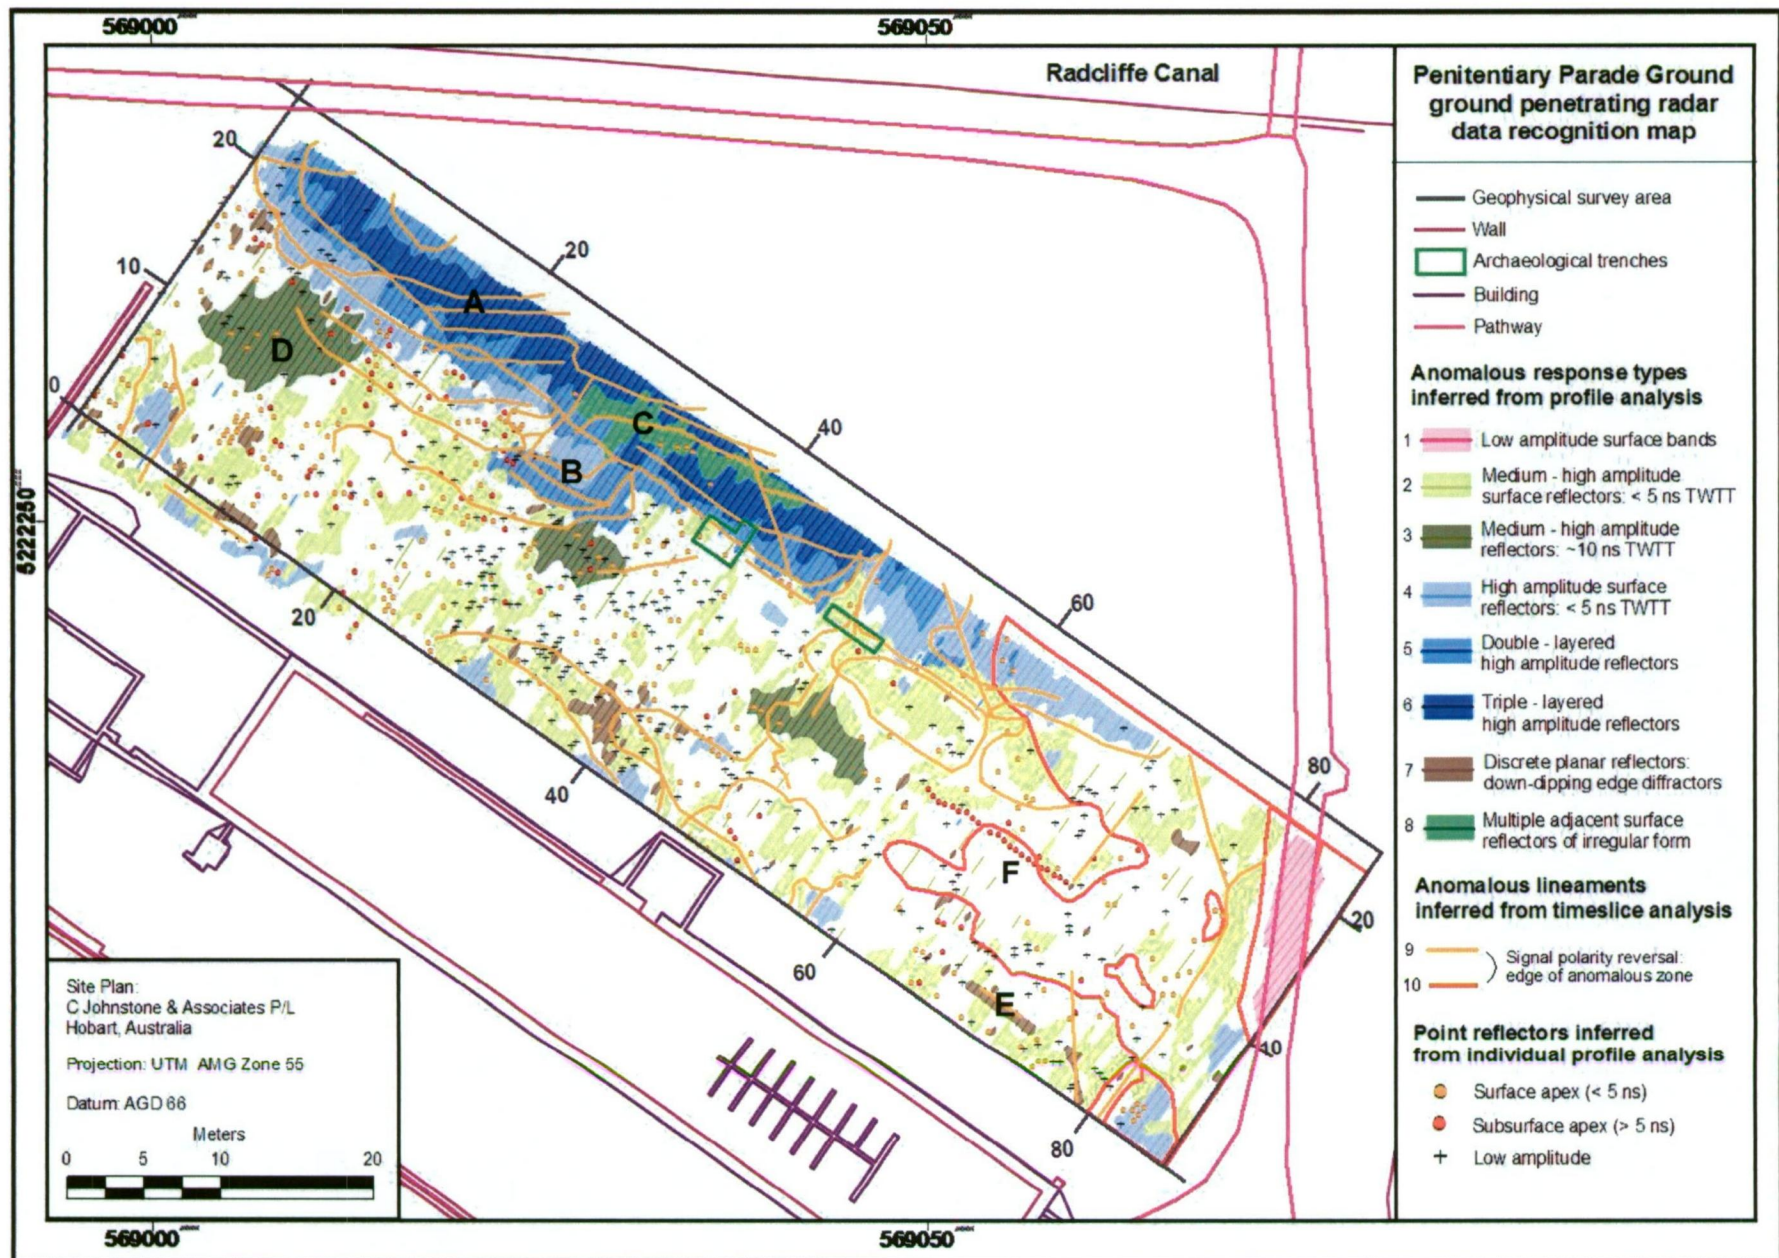 569000
569050
Radcliffe Canal
20
10
0
20
40
60
80
20
10
20
40
60
80
A
B
C
D
E
F
5222250
569000
569050
Site Plan:
C Johnstone & Associates P/L
Hobart, Australia
Projection: UTM AMG Zone 55
Datum: AGD 66
Meters
0 5 10 20
Penitentiary Parade Ground
ground penetrating radar
data recognition map
Geophysical survey area
Wall
Archaeological trenches
Building
Pathway
Anomalous response types
inferred from profile analysis
1 Low amplitude surface bands
2 Medium - high amplitude
surface reflectors: < 5 ns TWTT
3 Medium - high amplitude
reflectors: ~10 ns TWTT
4 High amplitude surface
reflectors: < 5 ns TWTT
5 Double - layered
high amplitude reflectors
6 Triple - layered
high amplitude reflectors
7 Discrete planar reflectors:
down-dipping edge diffractors
8 Multiple adjacent surface
reflectors of irregular form
Anomalous lineaments
inferred from timeslice analysis
9 Signal polarity reversal:
10 edge of anomalous zone
Point reflectors inferred
from individual profile analysis
Surface apex (< 5 ns)
Subsurface apex (> 5 ns)
Low amplitude